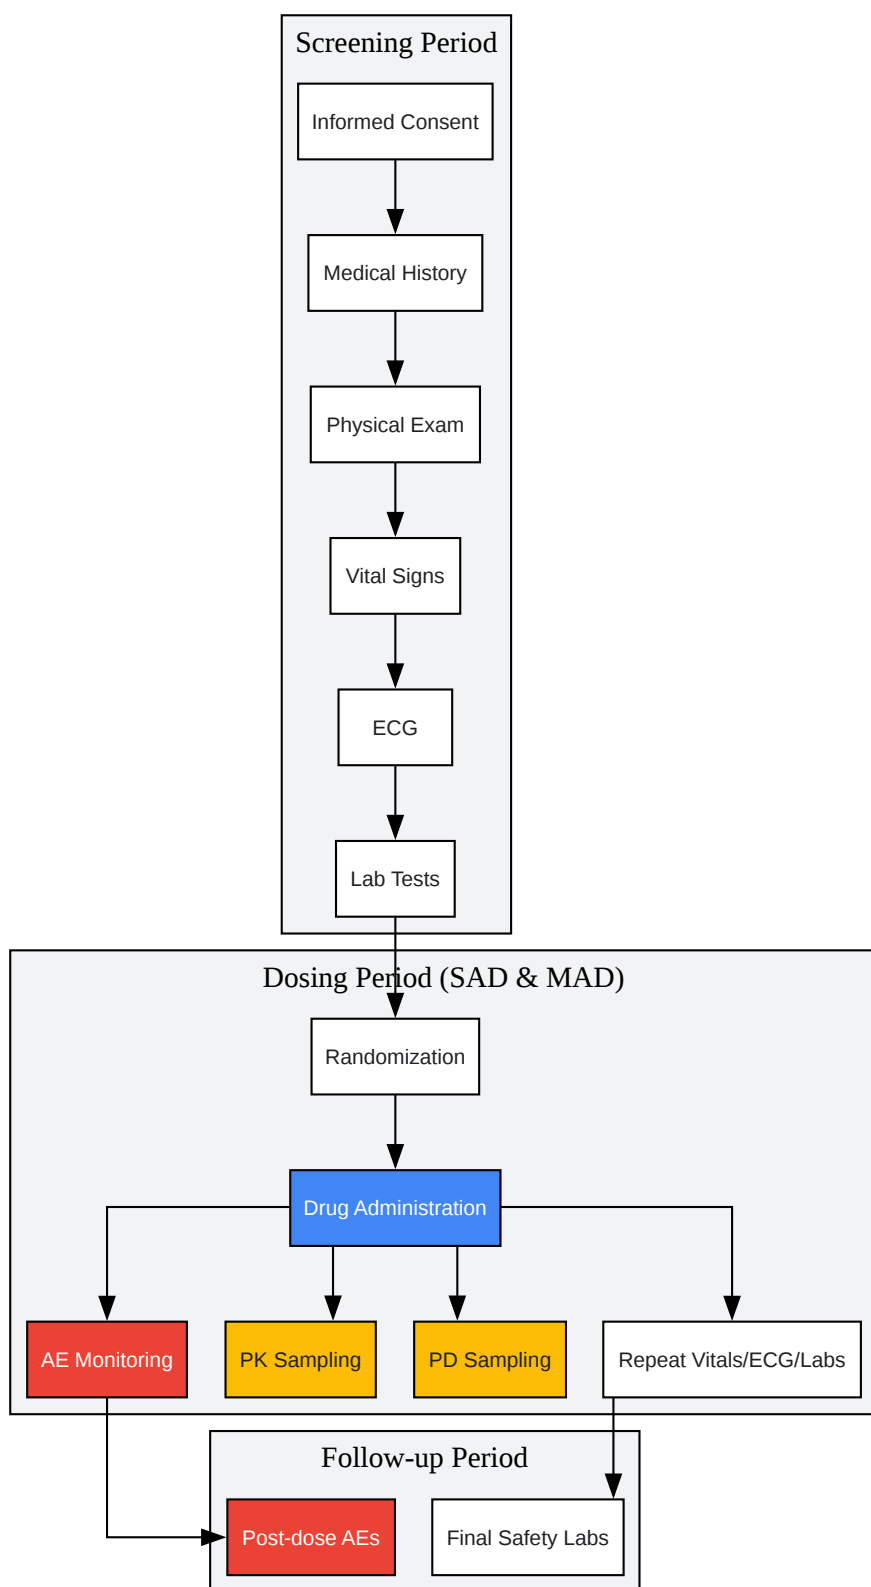 Screening Period
Informed Consent
Medical History
Physical Exam
Vital Signs
ECG
Lab Tests
Dosing Period (SAD & MAD)
Randomization
Drug Administration
AE Monitoring
PK Sampling
PD Sampling
Repeat Vitals/ECG/Labs
Follow-up Period
Post-dose AEs
Final Safety Labs